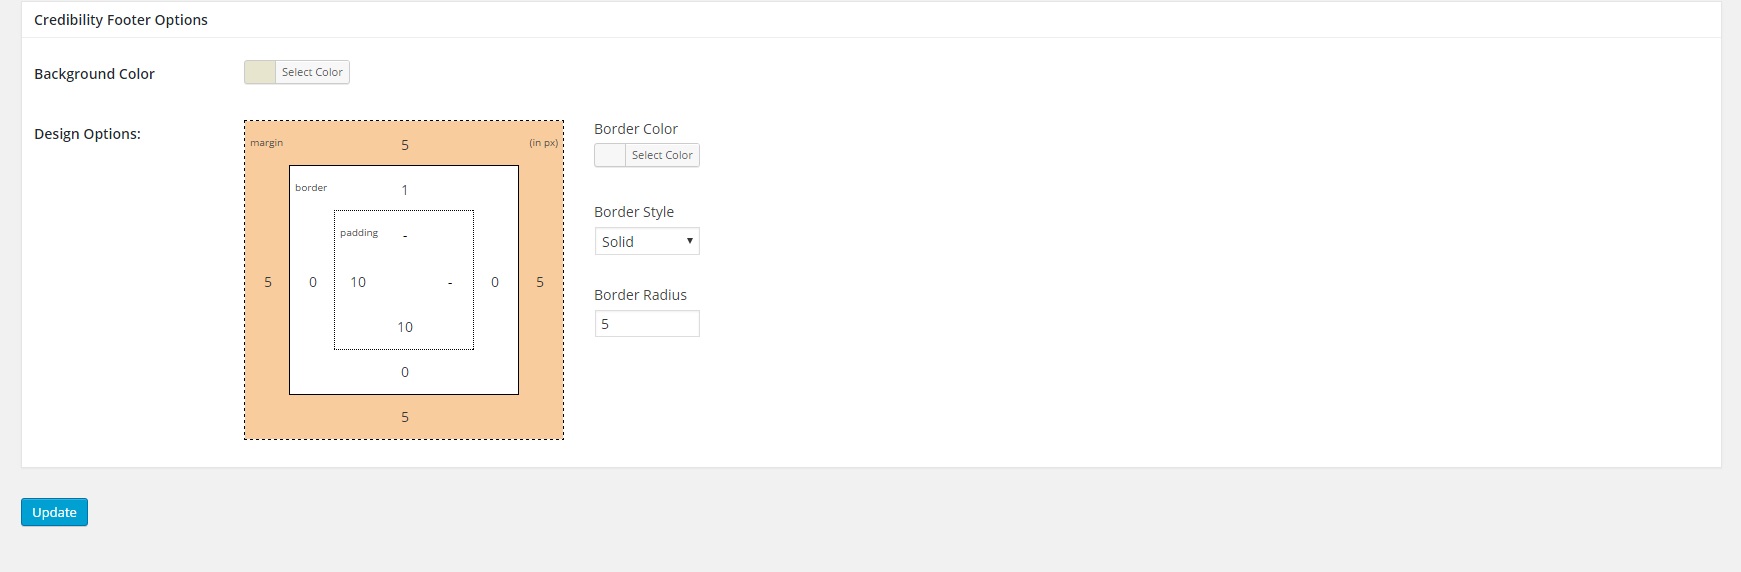 Credibility Footer Options
Background Color
Select Color
Design Options:
margin
5
(in px)
border
1
padding
-
5
0
10
-
0
5
10
0
5
Border Color
Select Color
Border Style
Solid
Border Radius
5
Update